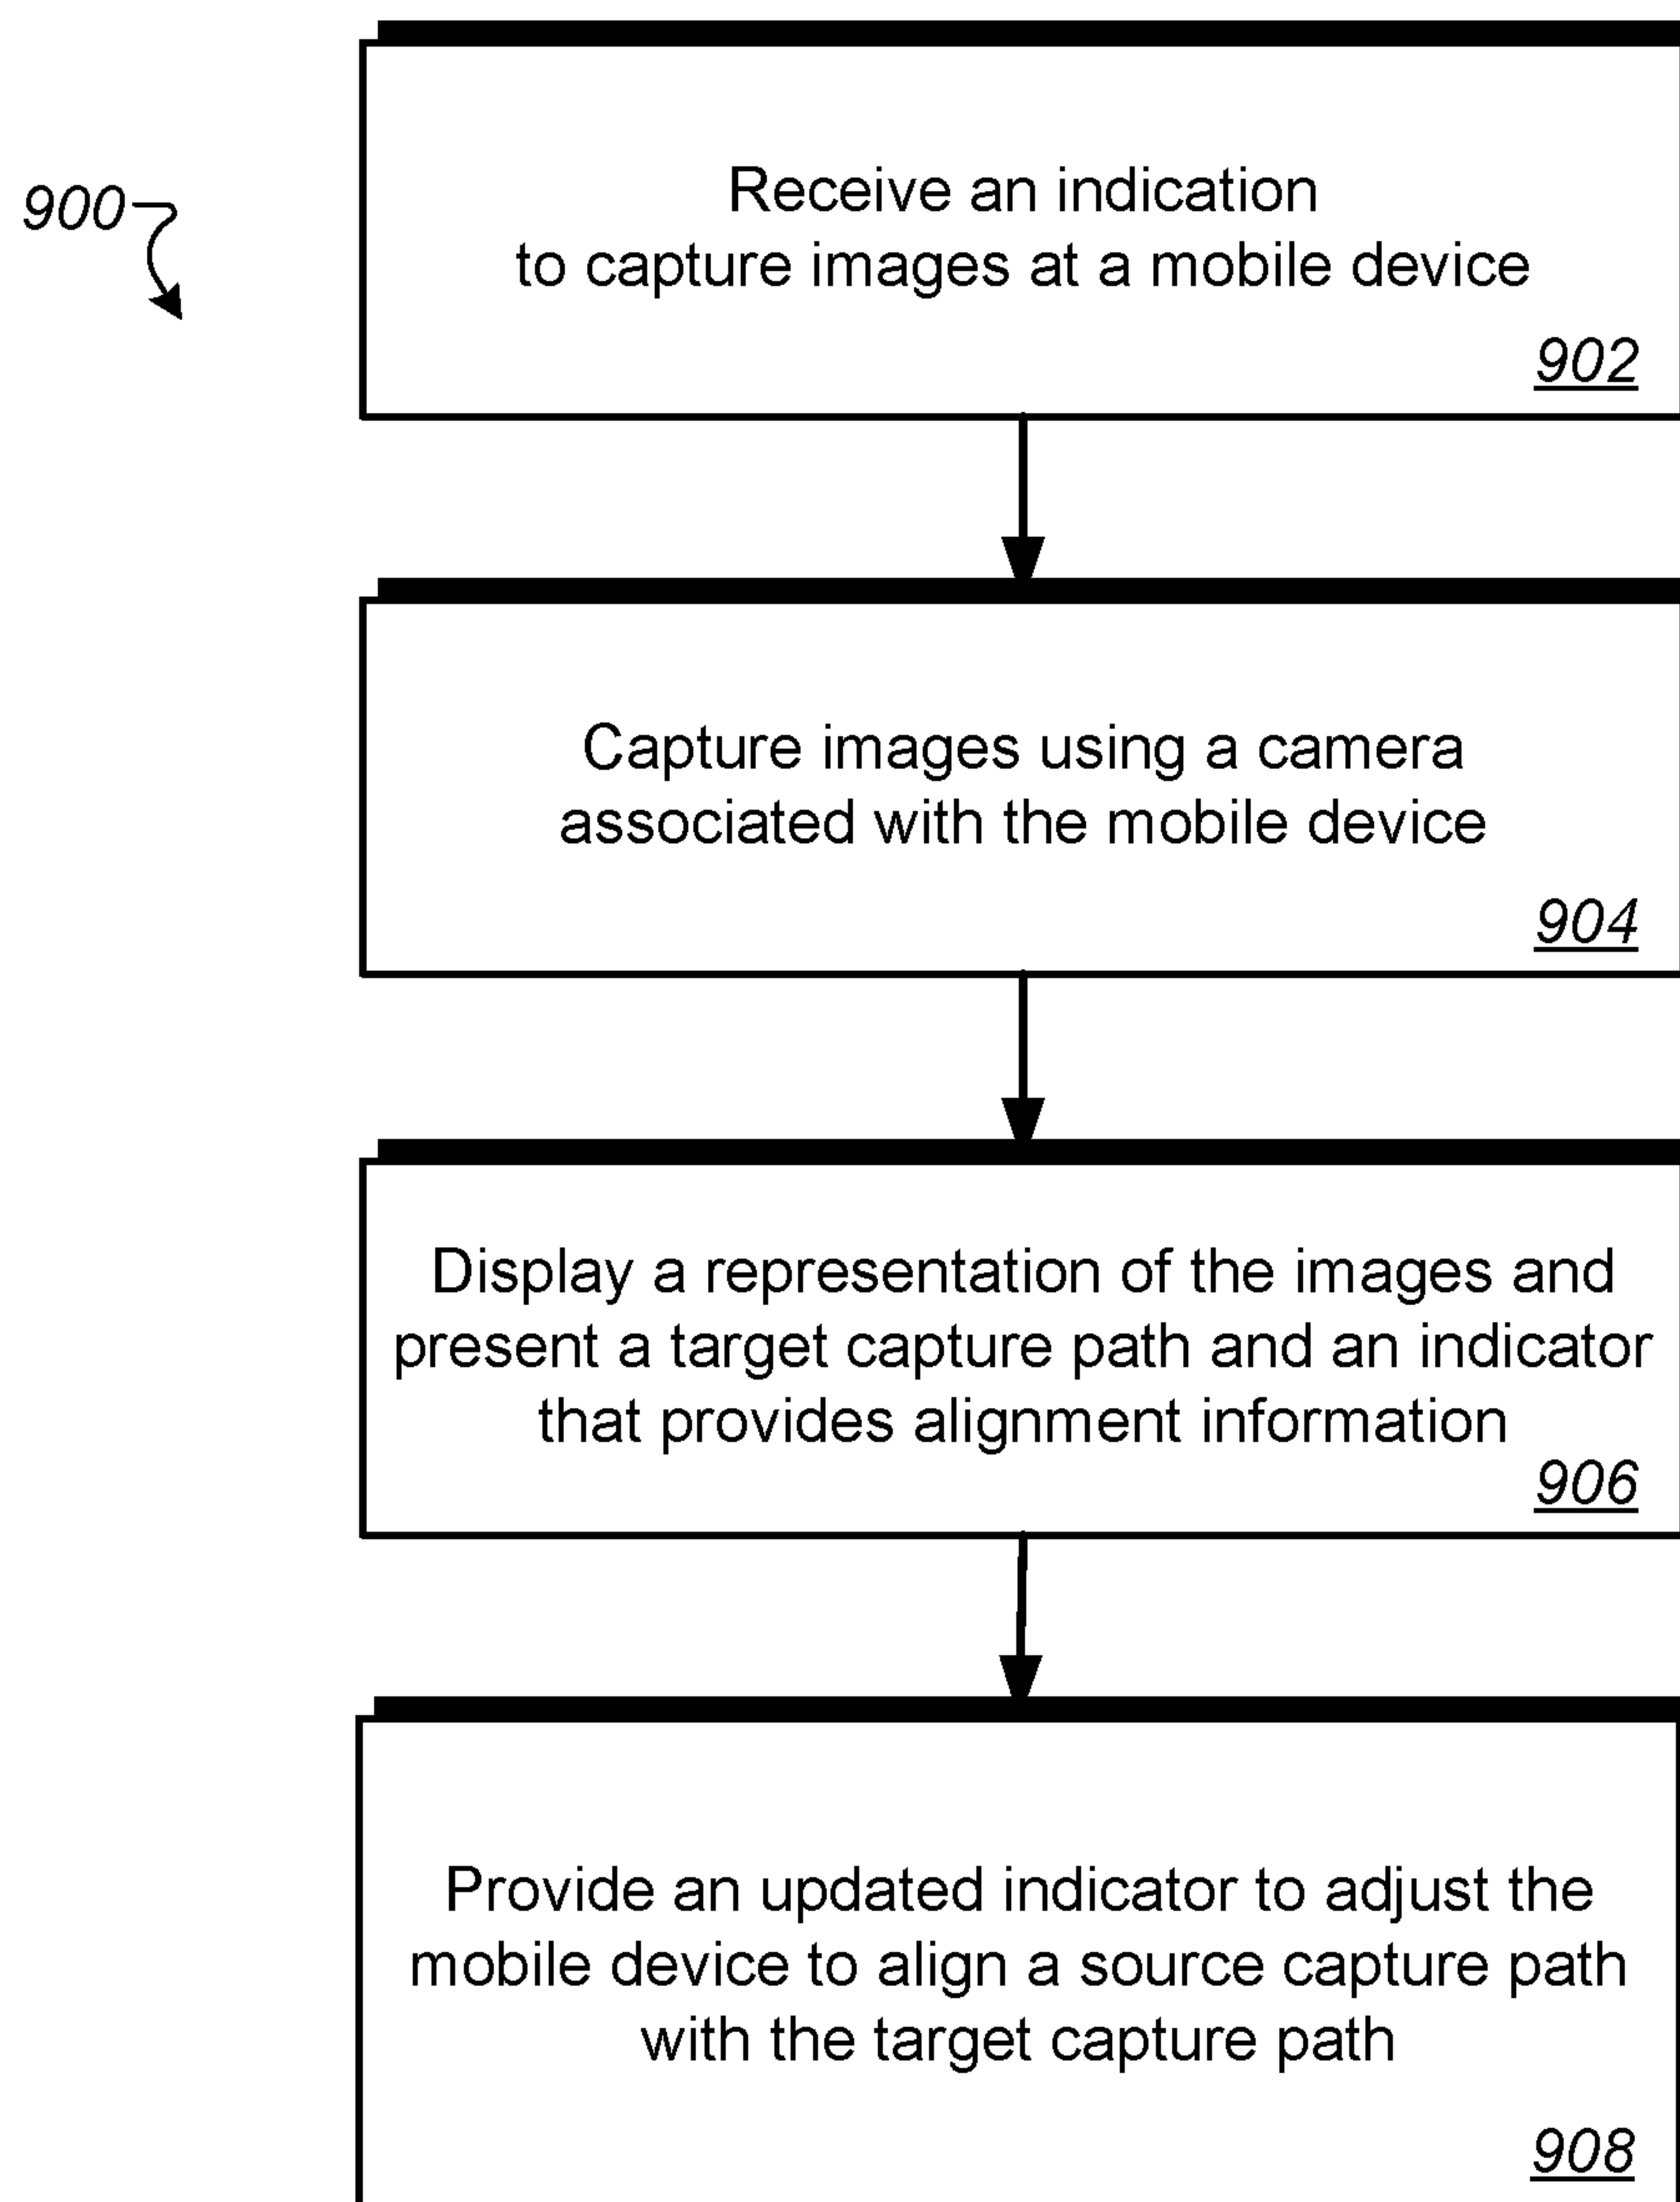 900
Receive an indication
to capture images at a mobile device
902
Capture images using a camera
associated with the mobile device
904
Display a representation of the images and
present a target capture path and an indicator
that provides alignment information
906
Provide an updated indicator to adjust the
mobile device to align a source capture path
with the target capture path
908